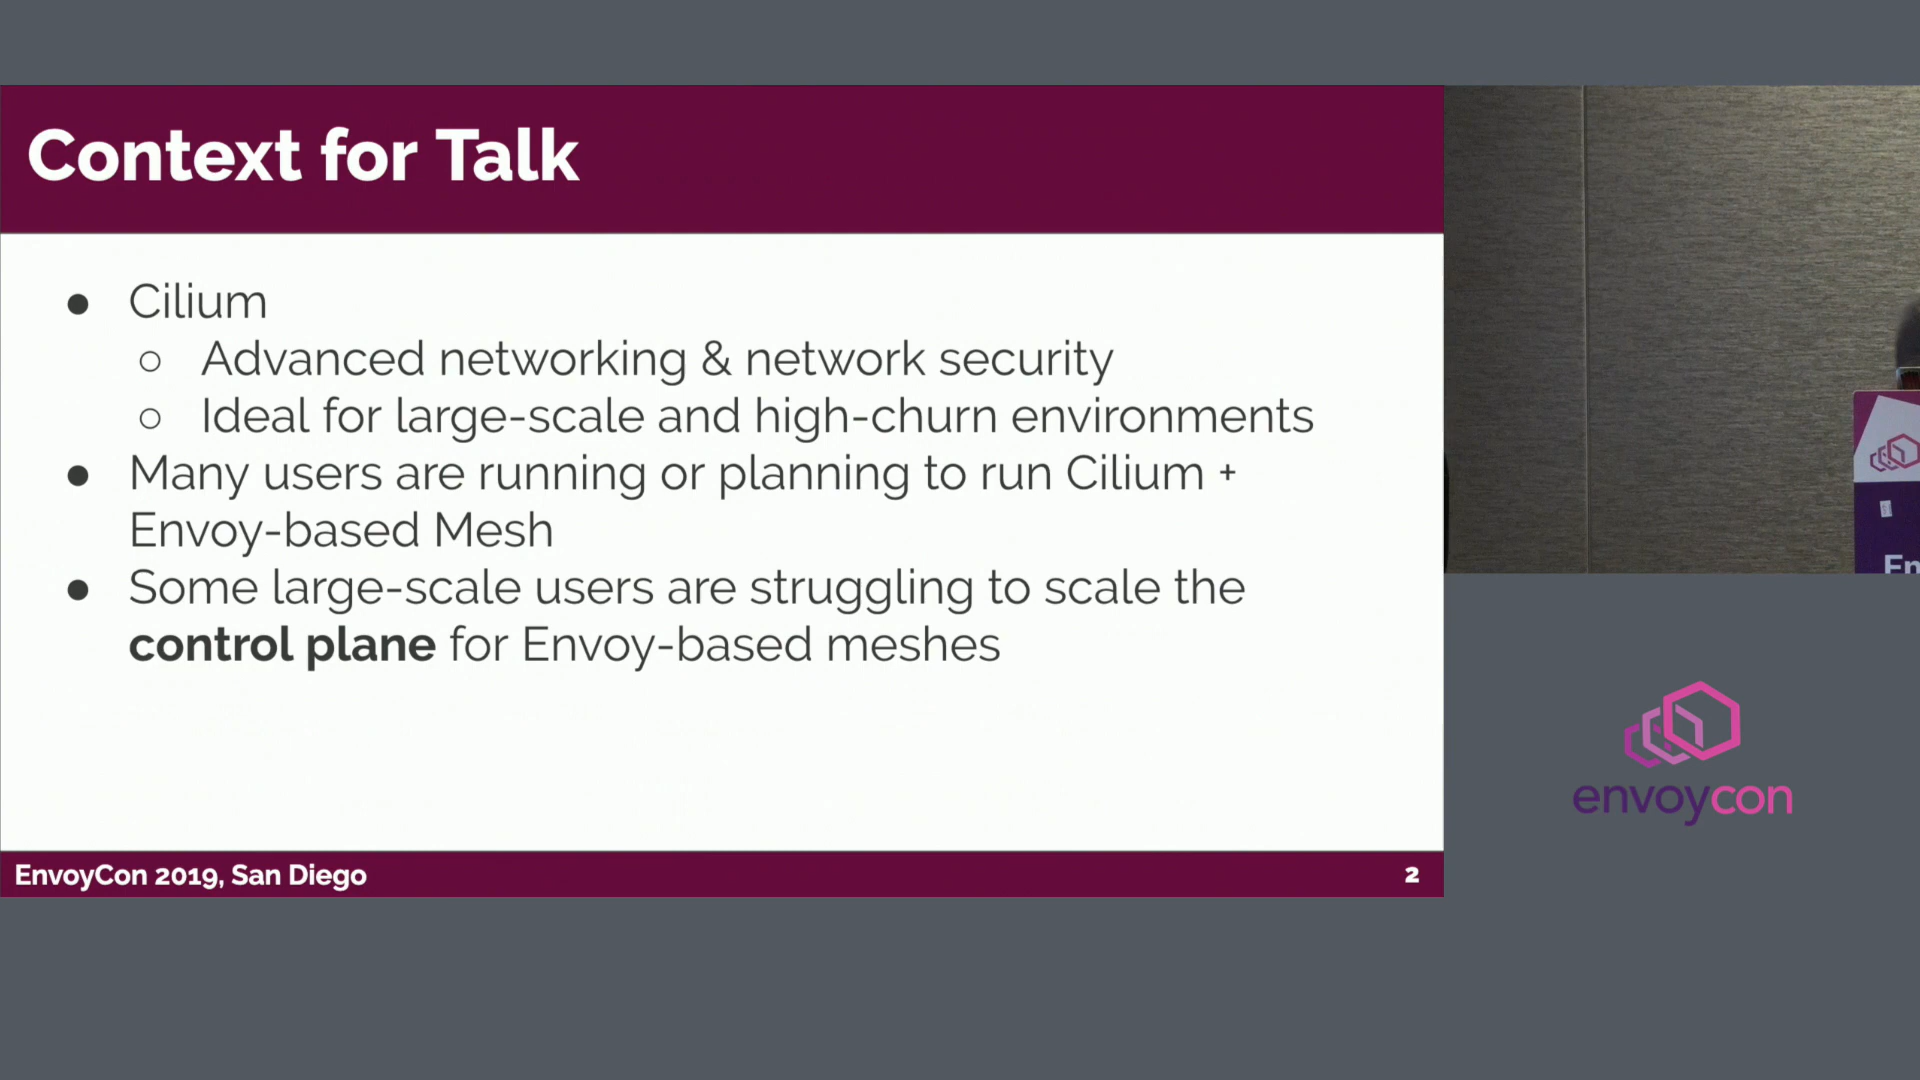 Context for Talk
● Cilium
○ Advanced networking & network security
○ Ideal for large-scale and high-churn environments
● Many users are running or planning to run Cilium +
Envoy-based Mesh
● Some large-scale users are struggling to scale the
control plane for Envoy-based meshes
EnvoyCon 2019, San Diego
2
En
envoycon